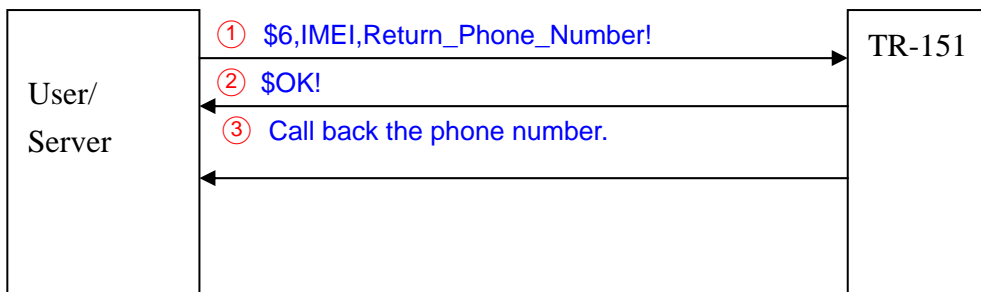 ① $6,IMEI,Return_Phone_Number!
TR-151
② $OK!
User/
Server
③ Call back the phone number.